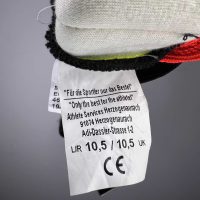 "Für die Sportler nur das Beste!"
"Only the best for the athlete!"
Athlete Services Herzogenaurach
91074 Herzogenaurach
Adi-Dassler-Strasse 1-2
L/R 10,5 / 10,5 UK
CE